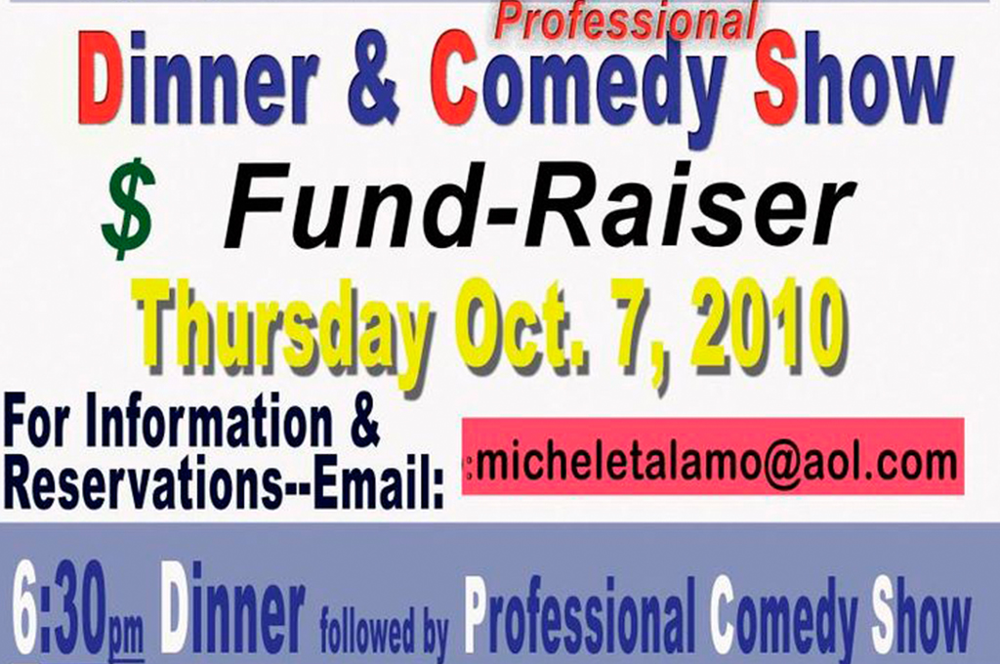 Professional
Dinner & Comedy Show
$ Fund-Raiser
Thursday Oct. 7, 2010
For Information &
Reservations--Email: :micheletalamo@aol.com
6:30pm Dinner followed by Professional Comedy Show